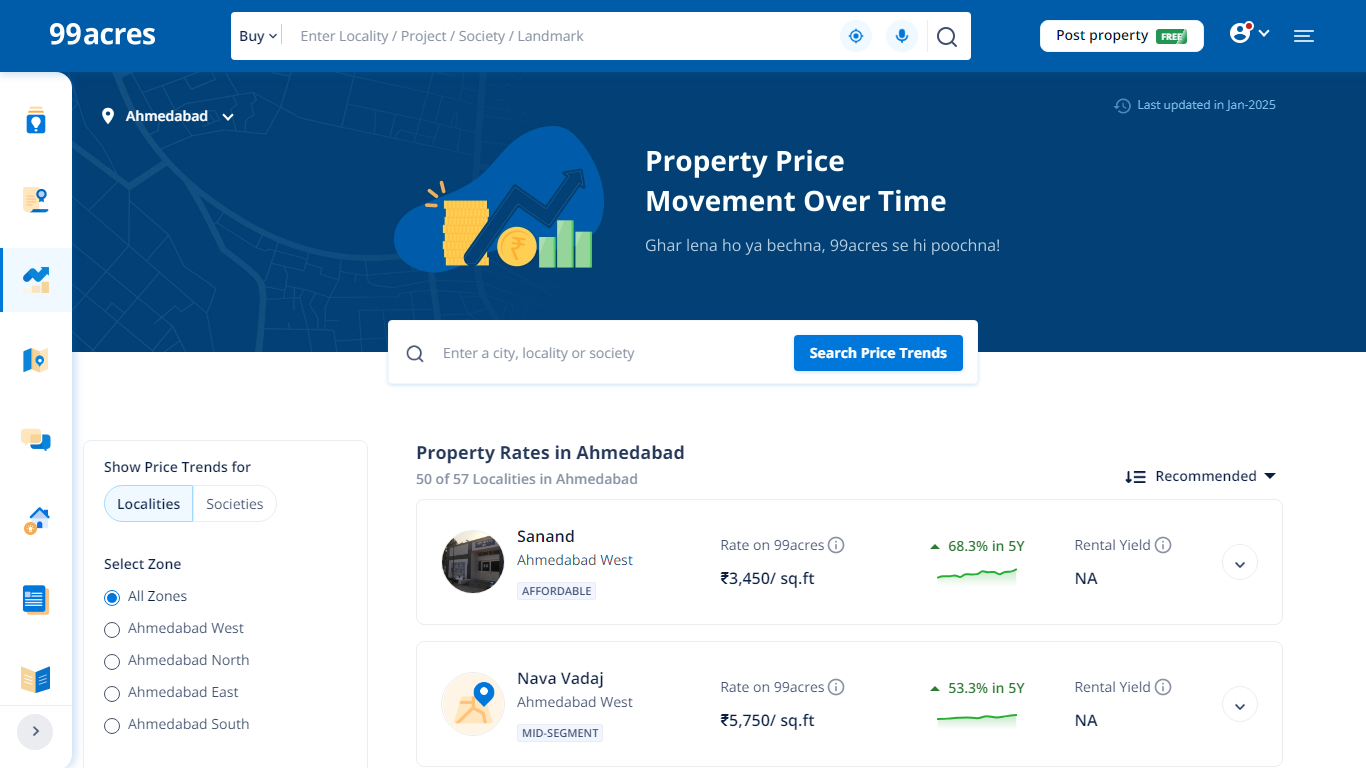 99acres
Buy
Enter Locality / Project / Society / Landmark
Post property FREE
Ahmedabad
Last updated in Jan-2025
Property Price
Movement Over Time
Ghar lena ho ya bechna, 99acres se hi poochna!
Enter a city, locality or society
Search Price Trends
Show Price Trends for
Localities Societies
Select Zone
All Zones
Ahmedabad West
Ahmedabad North
Ahmedabad East
Ahmedabad South
Property Rates in Ahmedabad
50 of 57 Localities in Ahmedabad
Recommended
Sanand
Ahmedabad West
AFFORDABLE
Rate on 99acres
₹3,450/ sq.ft
68.3% in 5Y
Rental Yield
NA
Nava Vadaj
Ahmedabad West
MID-SEGMENT
Rate on 99acres
₹5,750/ sq.ft
53.3% in 5Y
Rental Yield
NA